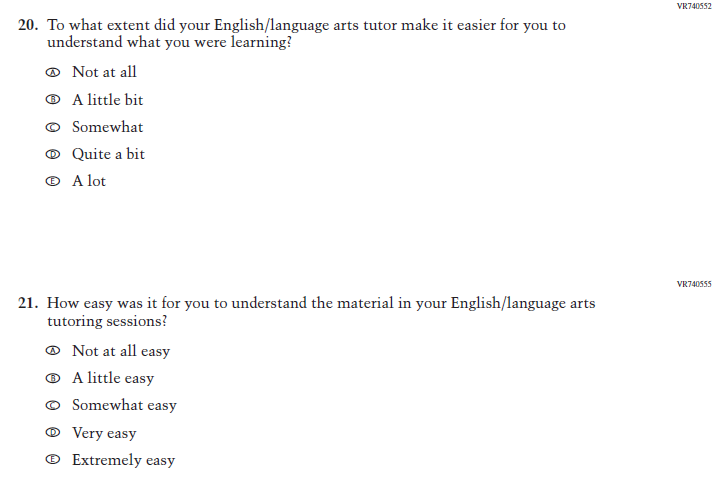 VR740552
20. To what extent did your English/language arts tutor make it easier for you to
understand what you were learning?
A Not at all
B A little bit
C Somewhat
D Quite a bit
E A lot
VR740555
21. How easy was it for you to understand the material in your English/language arts
tutoring sessions?
A Not at all easy
B A little easy
C Somewhat easy
D Very easy
E Extremely easy